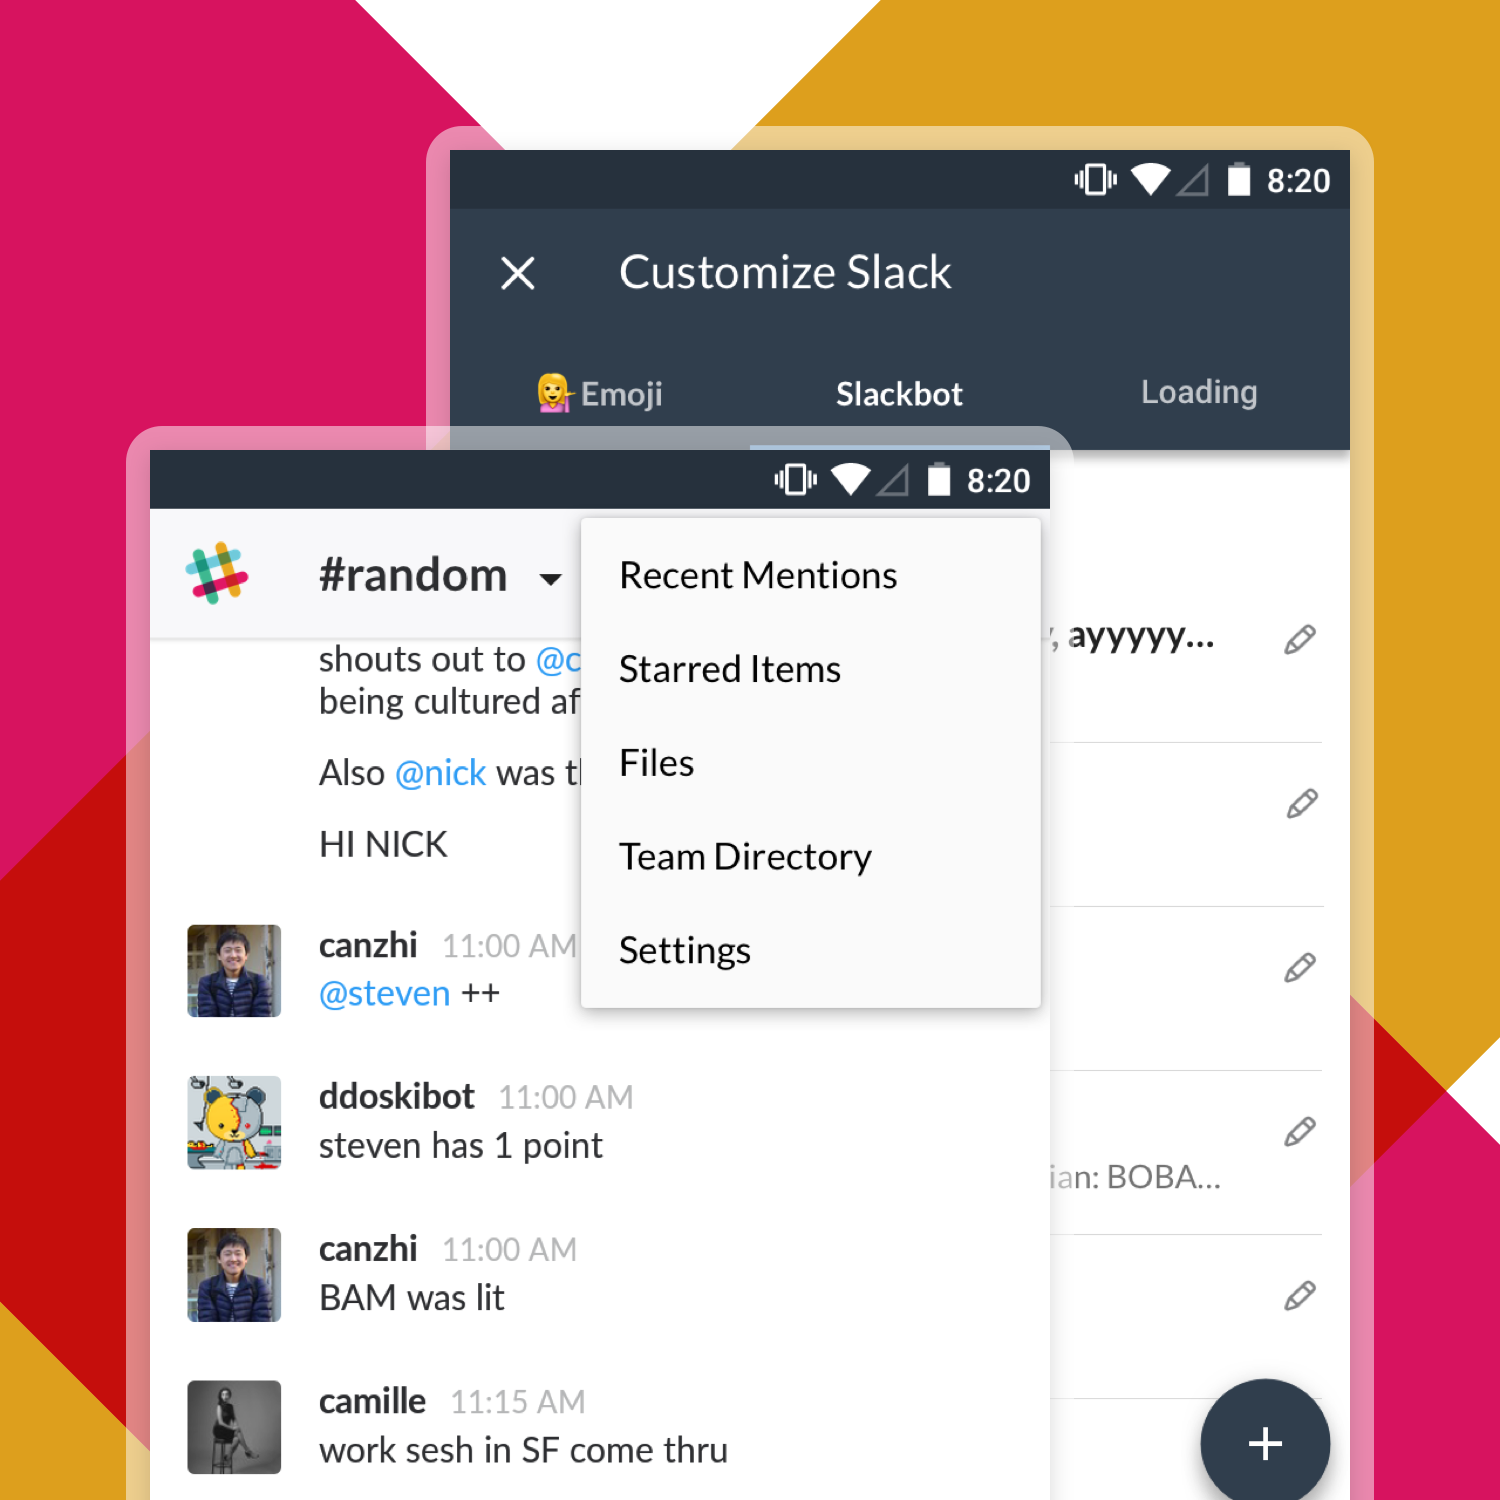 8:20
Customize Slack
Emoji
Slackbot
Loading
8:20
#random
Recent Mentions
Starred Items
Files
Team Directory
Settings
shouts out to
being cultured
Also @nick was
HI NICK
canzhi 11:00 AM
@steven ++
ddoskibot 11:00 AM
steven has 1 point
canzhi 11:00 AM
BAM was lit
camille 11:15 AM
work sesh in SF come thru
ayyyyy...
BOBA...